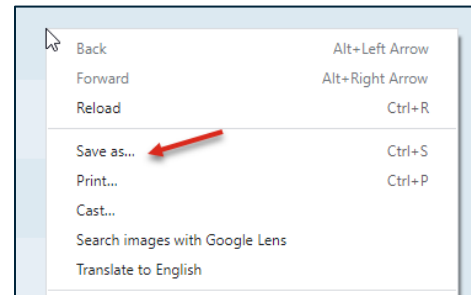 Back Alt+Left Arrow
Forward Alt+Right Arrow
Reload Ctrl+R
Save as... Ctrl+S
Print... Ctrl+P
Cast...
Search images with Google Lens
Translate to English